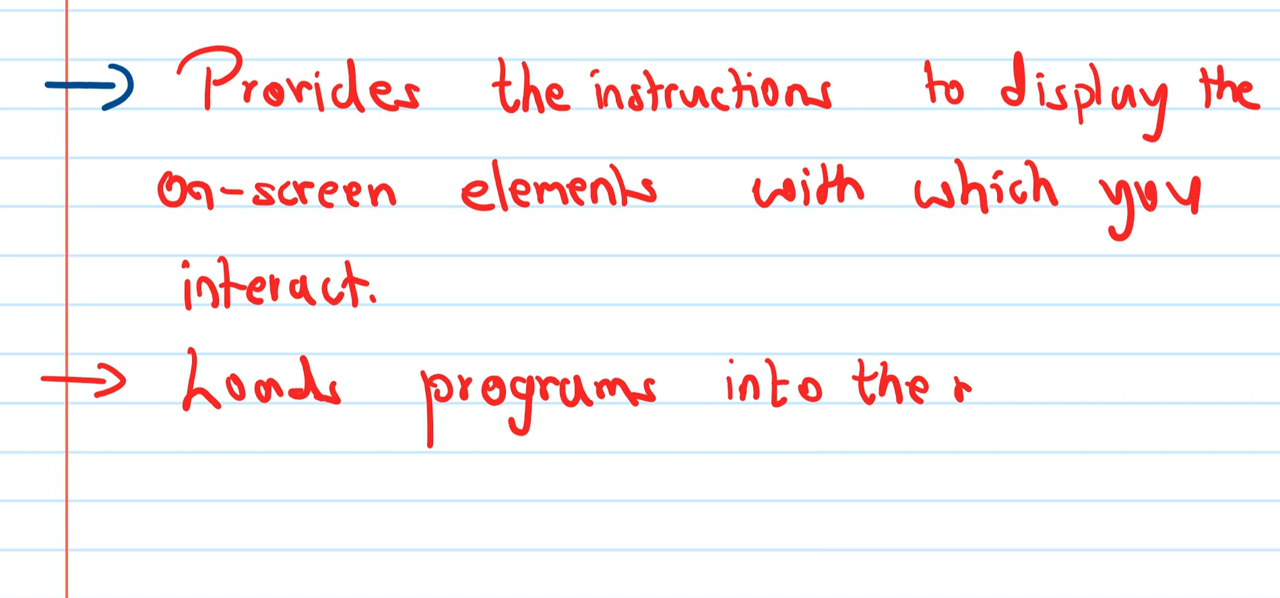 → Provides the instructions to display the
on-screen elements with which you
interact.
→ Loads programs into the